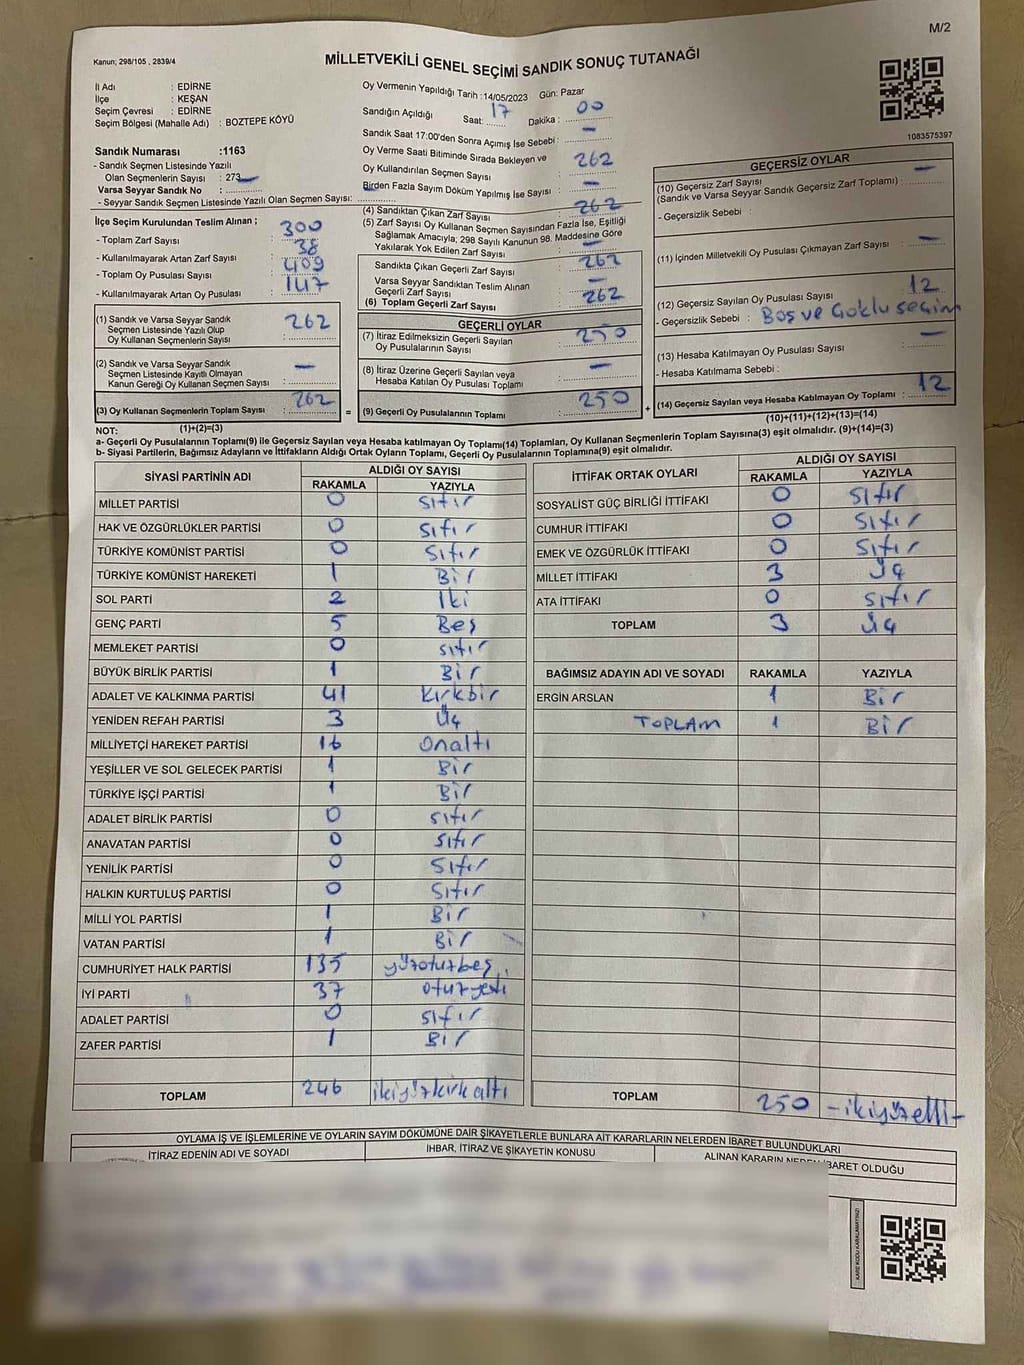 M/2
Kanun; 298/105 , 2839/4
MİLLETVEKİLİ GENEL SEÇİMİ SANDIK SONUÇ TUTANAĞI
1083575397
İl Adı : EDİRNE
İlçe : KEŞAN
Seçim Çevresi : EDİRNE
Seçim Bölgesi (Mahalle Adı) : BOZTEPE KÖYÜ
Sandık Numarası :1163
- Sandık Seçmen Listesinde Yazılı
Olan Seçmenlerin Sayısı : 273
Varsa Seyyar Sandık No :
- Seyyar Sandık Seçmen Listesinde Yazılı Olan Seçmen Sayısı:
İlçe Seçim Kurulundan Teslim Alınan ;
- Toplam Zarf Sayısı : 300
- Kullanılmayarak Artan Zarf Sayısı : 38
- Toplam Oy Pusulası Sayısı : 409
- Kullanılmayarak Artan Oy Pusulası : 147
(1) Sandık ve Varsa Seyyar Sandık
Seçmen Listesinde Yazılı Olup
Oy Kullanan Seçmenlerin Sayısı : 262
(2) Sandık ve Varsa Seyyar Sandık
Seçmen Listesinde Kayıtlı Olmayan
Kanun Gereği Oy Kullanan Seçmen Sayısı : —
(3) Oy Kullanan Seçmenlerin Toplam Sayısı : 262 =
(1)+(2)=(3)
Oy Vermenin Yapıldığı Tarih :14/05/2023 Gün: Pazar
Sandığın Açıldığı Saat: 17 Dakika : 00
Sandık Saat 17:00'den Sonra Açımış İse Sebebi : —
Oy Verme Saati Bitiminde Sırada Bekleyen ve
Oy Kullandırılan Seçmen Sayısı : 262
Birden Fazla Sayım Döküm Yapılmış İse Sayısı : —
(4) Sandıktan Çıkan Zarf Sayısı : 262
(5) Zarf Sayısı Oy Kullanan Seçmen Sayısından Fazla İse, Eşitliği
Sağlamak Amacıyla; 298 Sayılı Kanunun 98. Maddesine Göre
Yakılarak Yok Edilen Zarf Sayısı : —
Sandıkta Çıkan Geçerli Zarf Sayısı : 262
Varsa Seyyar Sandıktan Teslim Alınan
Geçerli Zarf Sayısı : —
(6) Toplam Geçerli Zarf Sayısı : 262
GEÇERLİ OYLAR
(7) İtiraz Edilmeksizin Geçerli Sayılan
Oy Pusulalarının Sayısı : 250
(8) İtiraz Üzerine Geçerli Sayılan veya
Hesaba Katılan Oy Pusulası Toplamı : —
(9) Geçerli Oy Pusulalarının Toplamı : 250 +
GEÇERSİZ OYLAR
(10) Geçersiz Zarf Sayısı
(Sandık ve Varsa Seyyar Sandık Geçersiz Zarf Toplamı) : —
- Geçersizlik Sebebi :
(11) İçinden Milletvekili Oy Pusulası Çıkmayan Zarf Sayısı : —
(12) Geçersiz Sayılan Oy Pusulası Sayısı : 12
- Geçersizlik Sebebi : Boş ve Çoklu seçim
(13) Hesaba Katılmayan Oy Pusulası Sayısı : —
- Hesaba Katılmama Sebebi :
(14) Geçersiz Sayılan veya Hesaba Katılmayan Oy Toplamı : 12
(10)+(11)+(12)+(13)=(14)
NOT:
a- Geçerli Oy Pusulalarının Toplamı(9) ile Geçersiz Sayılan veya Hesaba katılmayan Oy Toplamı(14) Toplamları, Oy Kullanan Seçmenlerin Toplam Sayısına(3) eşit olmalıdır. (9)+(14)=(3)
b- Siyasi Partilerin, Bağımsız Adayların ve İttifakların Aldığı Ortak Oyların Toplamı, Geçerli Oy Pusulalarının Toplamına(9) eşit olmalıdır.
SİYASİ PARTİNİN ADI ALDIĞI OY SAYISI
RAKAMLA YAZIYLA
MİLLET PARTİSİ 0 Sıfır
HAK VE ÖZGÜRLÜKLER PARTİSİ 0 Sıfır
TÜRKİYE KOMÜNİST PARTİSİ 0 Sıfır
TÜRKİYE KOMÜNİST HAREKETİ 1 Bir
SOL PARTİ 2 İki
GENÇ PARTİ 5 Beş
MEMLEKET PARTİSİ 0 sıfır
BÜYÜK BİRLİK PARTİSİ 1 Bir
ADALET VE KALKINMA PARTİSİ 41 Kırkbir
YENİDEN REFAH PARTİSİ 3 Üç
MİLLİYETÇİ HAREKET PARTİSİ 16 Onaltı
YEŞİLLER VE SOL GELECEK PARTİSİ 1 Bir
TÜRKİYE İŞÇİ PARTİSİ 1 Bir
ADALET BİRLİK PARTİSİ 0 sıfır
ANAVATAN PARTİSİ 0 Sıfır
YENİLİK PARTİSİ 0 Sıfır
HALKIN KURTULUŞ PARTİSİ 0 Sıfır
MİLLİ YOL PARTİSİ 1 Bir
VATAN PARTİSİ 1 Bir
CUMHURİYET HALK PARTİSİ 135 yüzotuzbeş
İYİ PARTİ 37 otuzyedi
ADALET PARTİSİ 0 sıfır
ZAFER PARTİSİ 1 Bir
TOPLAM 246 ikiyüzkırkaltı
İTTİFAK ORTAK OYLARI ALDIĞI OY SAYISI
RAKAMLA YAZIYLA
SOSYALİST GÜÇ BİRLİĞİ İTTİFAKI 0 Sıfır
CUMHUR İTTİFAKI 0 Sıfır
EMEK VE ÖZGÜRLÜK İTTİFAKI 0 Sıfır
MİLLET İTTİFAKI 3 Üç
ATA İTTİFAKI 0 sıfır
TOPLAM 3 Üç
BAĞIMSIZ ADAYIN ADI VE SOYADI RAKAMLA YAZIYLA
ERGİN ARSLAN 1 Bir
TOPLAM 1 Bir
TOPLAM 250 -ikiyüzelli-
OYLAMA İŞ VE İŞLEMLERİNE VE OYLARIN SAYIM DÖKÜMÜNE DAİR ŞİKAYETLERLE BUNLARA AİT KARARLARIN NELERDEN İBARET BULUNDUKLARI
İTİRAZ EDENİN ADI VE SOYADI
İHBAR, İTİRAZ VE ŞİKAYETİN KONUSU
ALINAN KARARIN NEDEN İBARET OLDUĞU
KARE KODU KARALAMAYINIZ!